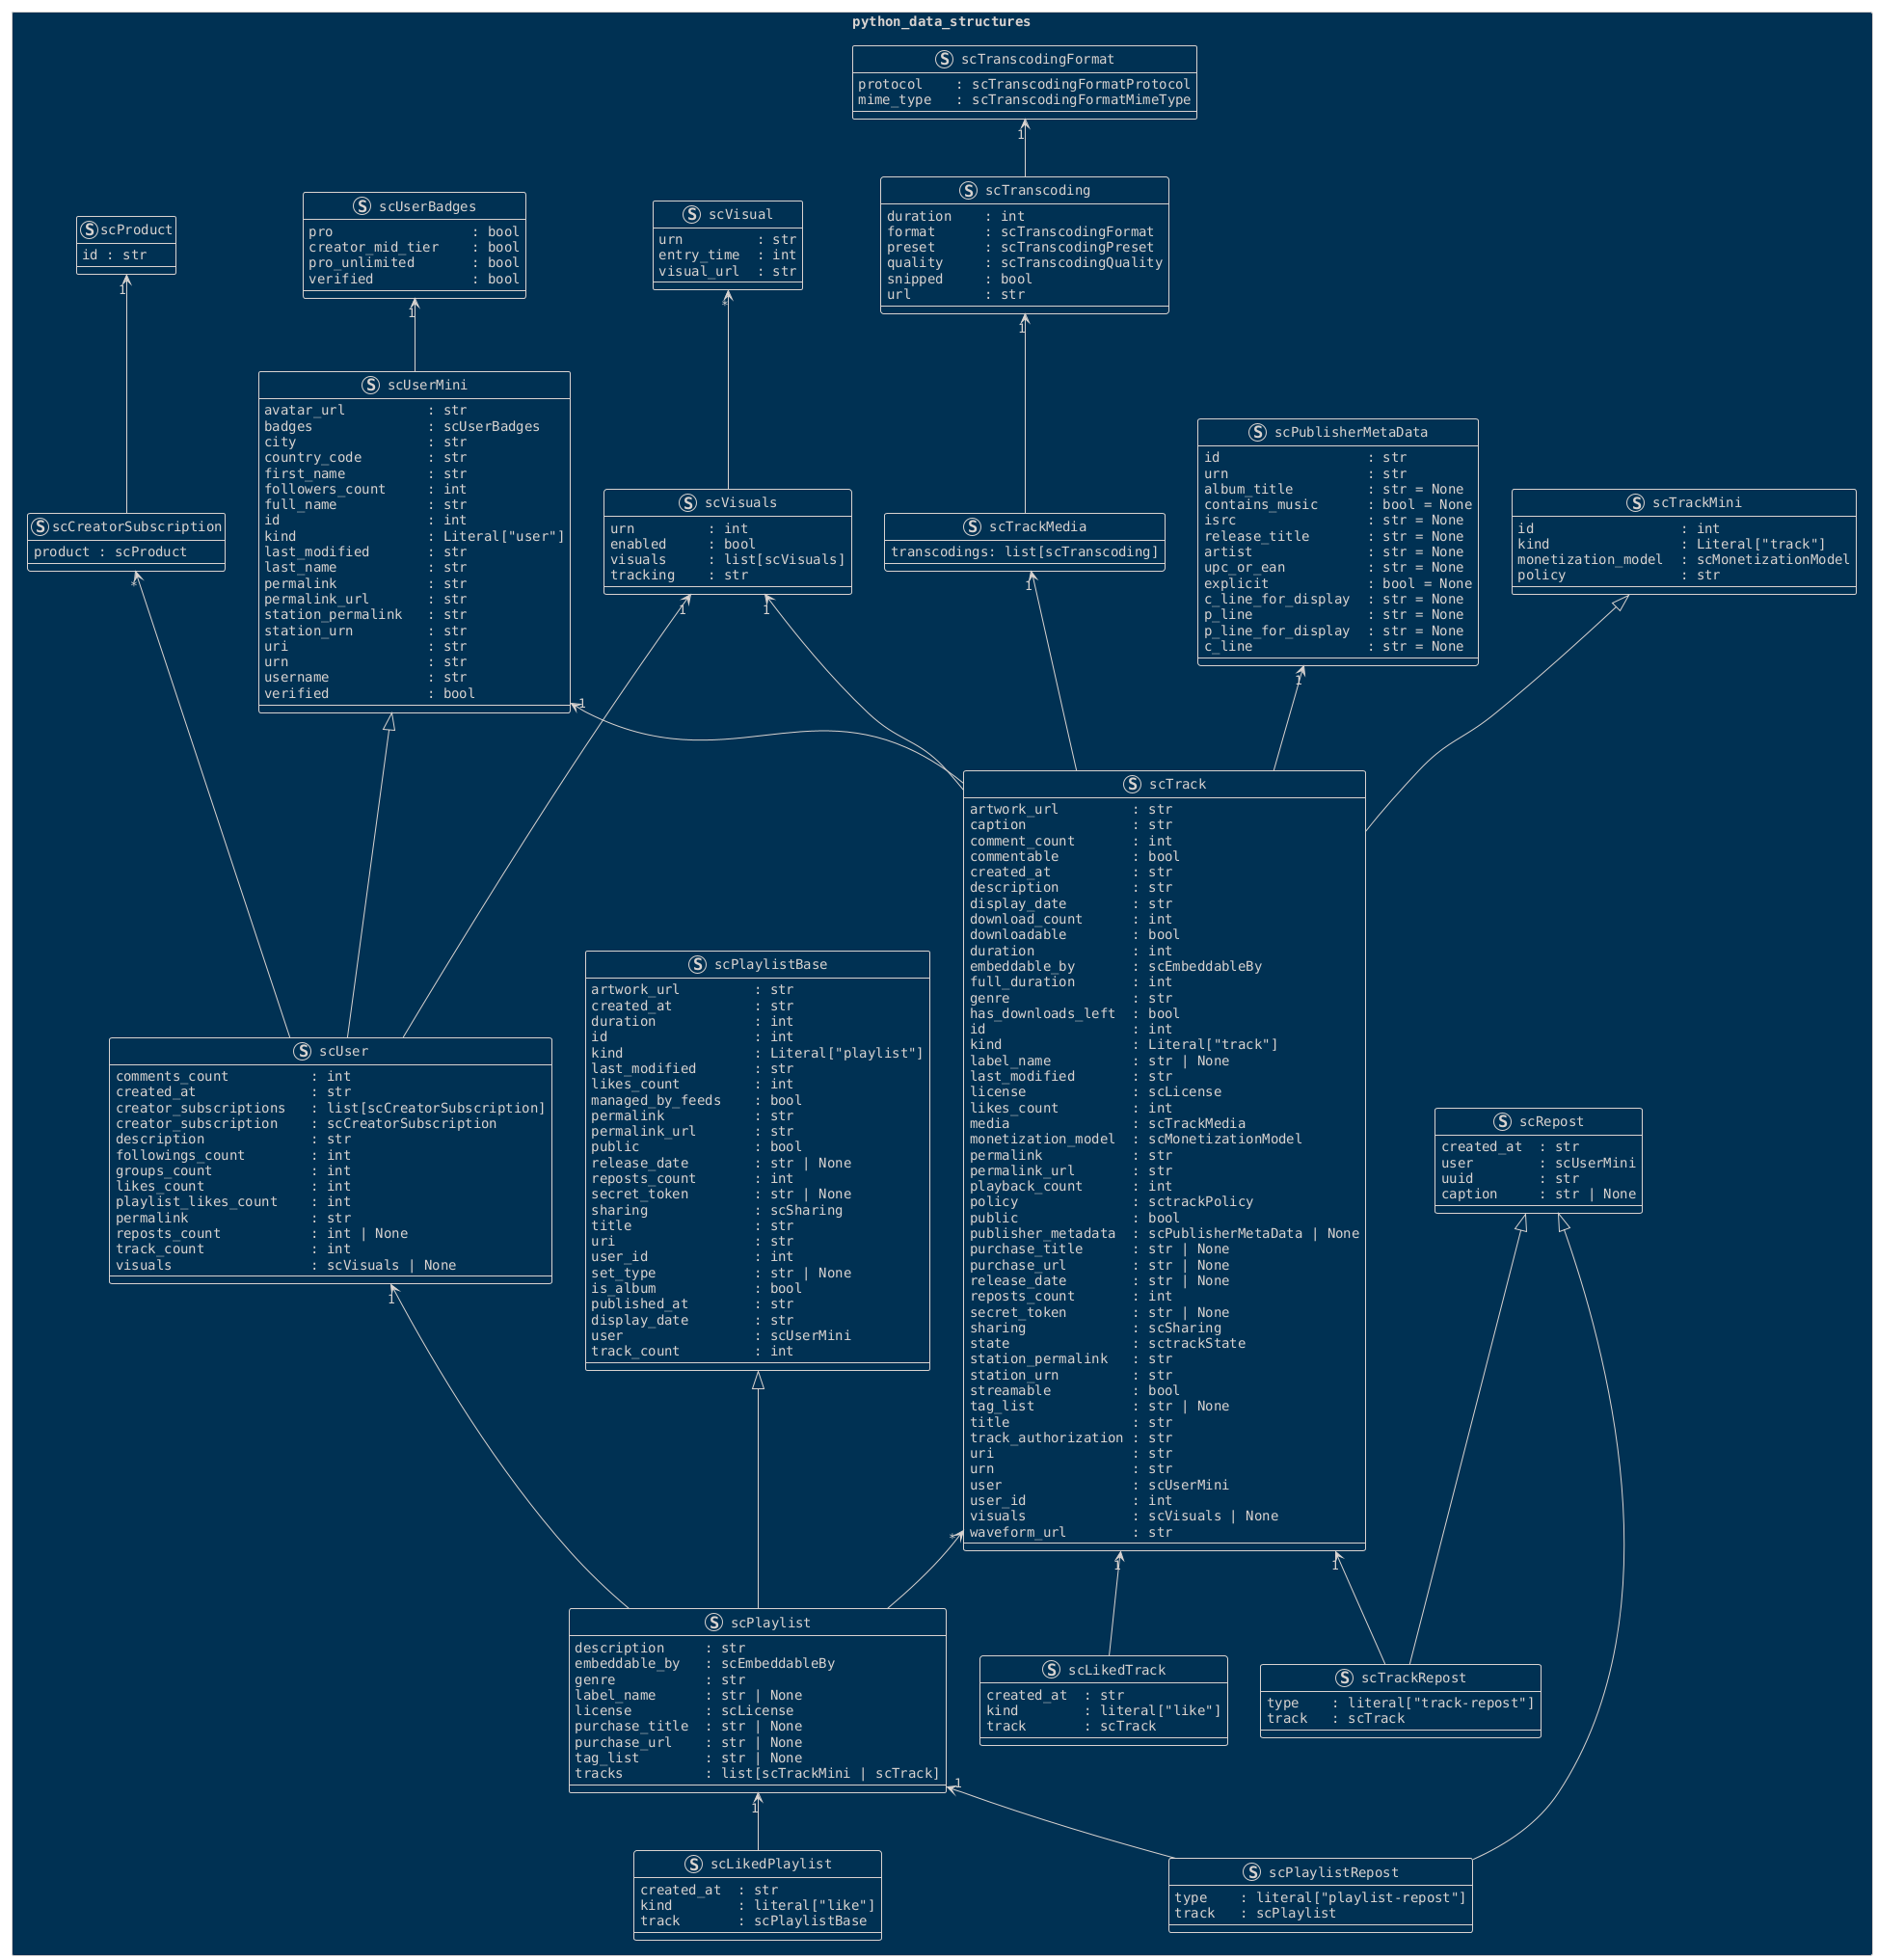 python_data_structures
S scTranscodingFormat
protocol : scTranscodingFormatProtocol
mime_type : scTranscodingFormatMimeType
1
S scTranscoding
duration : int
format : scTranscodingFormat
preset : scTranscodingPreset
quality : scTranscodingQuality
snipped : bool
url : str
1
S scProduct
id : str
1
S scUserBadges
pro : bool
creator_mid_tier : bool
pro_unlimited : bool
verified : bool
1
S scVisual
urn : str
entry_time : int
visual_url : str
*
S scUserMini
avatar_url : str
badges : scUserBadges
city : str
country_code : str
first_name : str
followers_count : int
full_name : str
id : int
kind : Literal["user"]
last_modified : str
last_name : str
permalink : str
permalink_url : str
station_permalink : str
station_urn : str
uri : str
urn : str
username : str
verified : bool
1
S scCreatorSubscription
product : scProduct
*
S scVisuals
urn : int
enabled : bool
visuals : list[scVisuals]
tracking : str
1
1
S scTrackMedia
transcodings: list[scTranscoding]
1
S scPublisherMetaData
id : str
urn : str
album_title : str = None
contains_music : bool = None
isrc : str = None
release_title : str = None
artist : str = None
upc_or_ean : str = None
explicit : bool = None
c_line_for_display : str = None
p_line : str = None
p_line_for_display : str = None
c_line : str = None
1
S scTrackMini
id : int
kind : Literal["track"]
monetization_model : scMonetizationModel
policy : str
S scTrack
artwork_url : str
caption : str
comment_count : int
commentable : bool
created_at : str
description : str
display_date : str
download_count : int
downloadable : bool
duration : int
embeddable_by : scEmbeddableBy
full_duration : int
genre : str
has_downloads_left : bool
id : int
kind : Literal["track"]
label_name : str | None
last_modified : str
license : scLicense
likes_count : int
media : scTrackMedia
monetization_model : scMonetizationModel
permalink : str
permalink_url : str
playback_count : int
policy : sctrackPolicy
public : bool
publisher_metadata : scPublisherMetaData | None
purchase_title : str | None
purchase_url : str | None
release_date : str | None
reposts_count : int
secret_token : str | None
sharing : scSharing
state : sctrackState
station_permalink : str
station_urn : str
streamable : bool
tag_list : str | None
title : str
track_authorization : str
uri : str
urn : str
user : scUserMini
user_id : int
visuals : scVisuals | None
waveform_url : str
*
1
1
S scPlaylistBase
artwork_url : str
created_at : str
duration : int
id : int
kind : Literal["playlist"]
last_modified : str
likes_count : int
managed_by_feeds : bool
permalink : str
permalink_url : str
public : bool
release_date : str | None
reposts_count : int
secret_token : str | None
sharing : scSharing
title : str
uri : str
user_id : int
set_type : str | None
is_album : bool
published_at : str
display_date : str
user : scUserMini
track_count : int
S scUser
comments_count : int
created_at : str
creator_subscriptions : list[scCreatorSubscription]
creator_subscription : scCreatorSubscription
description : str
followings_count : int
groups_count : int
likes_count : int
playlist_likes_count : int
permalink : str
reposts_count : int | None
track_count : int
visuals : scVisuals | None
1
S scRepost
created_at : str
user : scUserMini
uuid : str
caption : str | None
S scPlaylist
description : str
embeddable_by : scEmbeddableBy
genre : str
label_name : str | None
license : scLicense
purchase_title : str | None
purchase_url : str | None
tag_list : str | None
tracks : list[scTrackMini | scTrack]
1
1
S scLikedTrack
created_at : str
kind : literal["like"]
track : scTrack
S scTrackRepost
type : literal["track-repost"]
track : scTrack
S scLikedPlaylist
created_at : str
kind : literal["like"]
track : scPlaylistBase
S scPlaylistRepost
type : literal["playlist-repost"]
track : scPlaylist